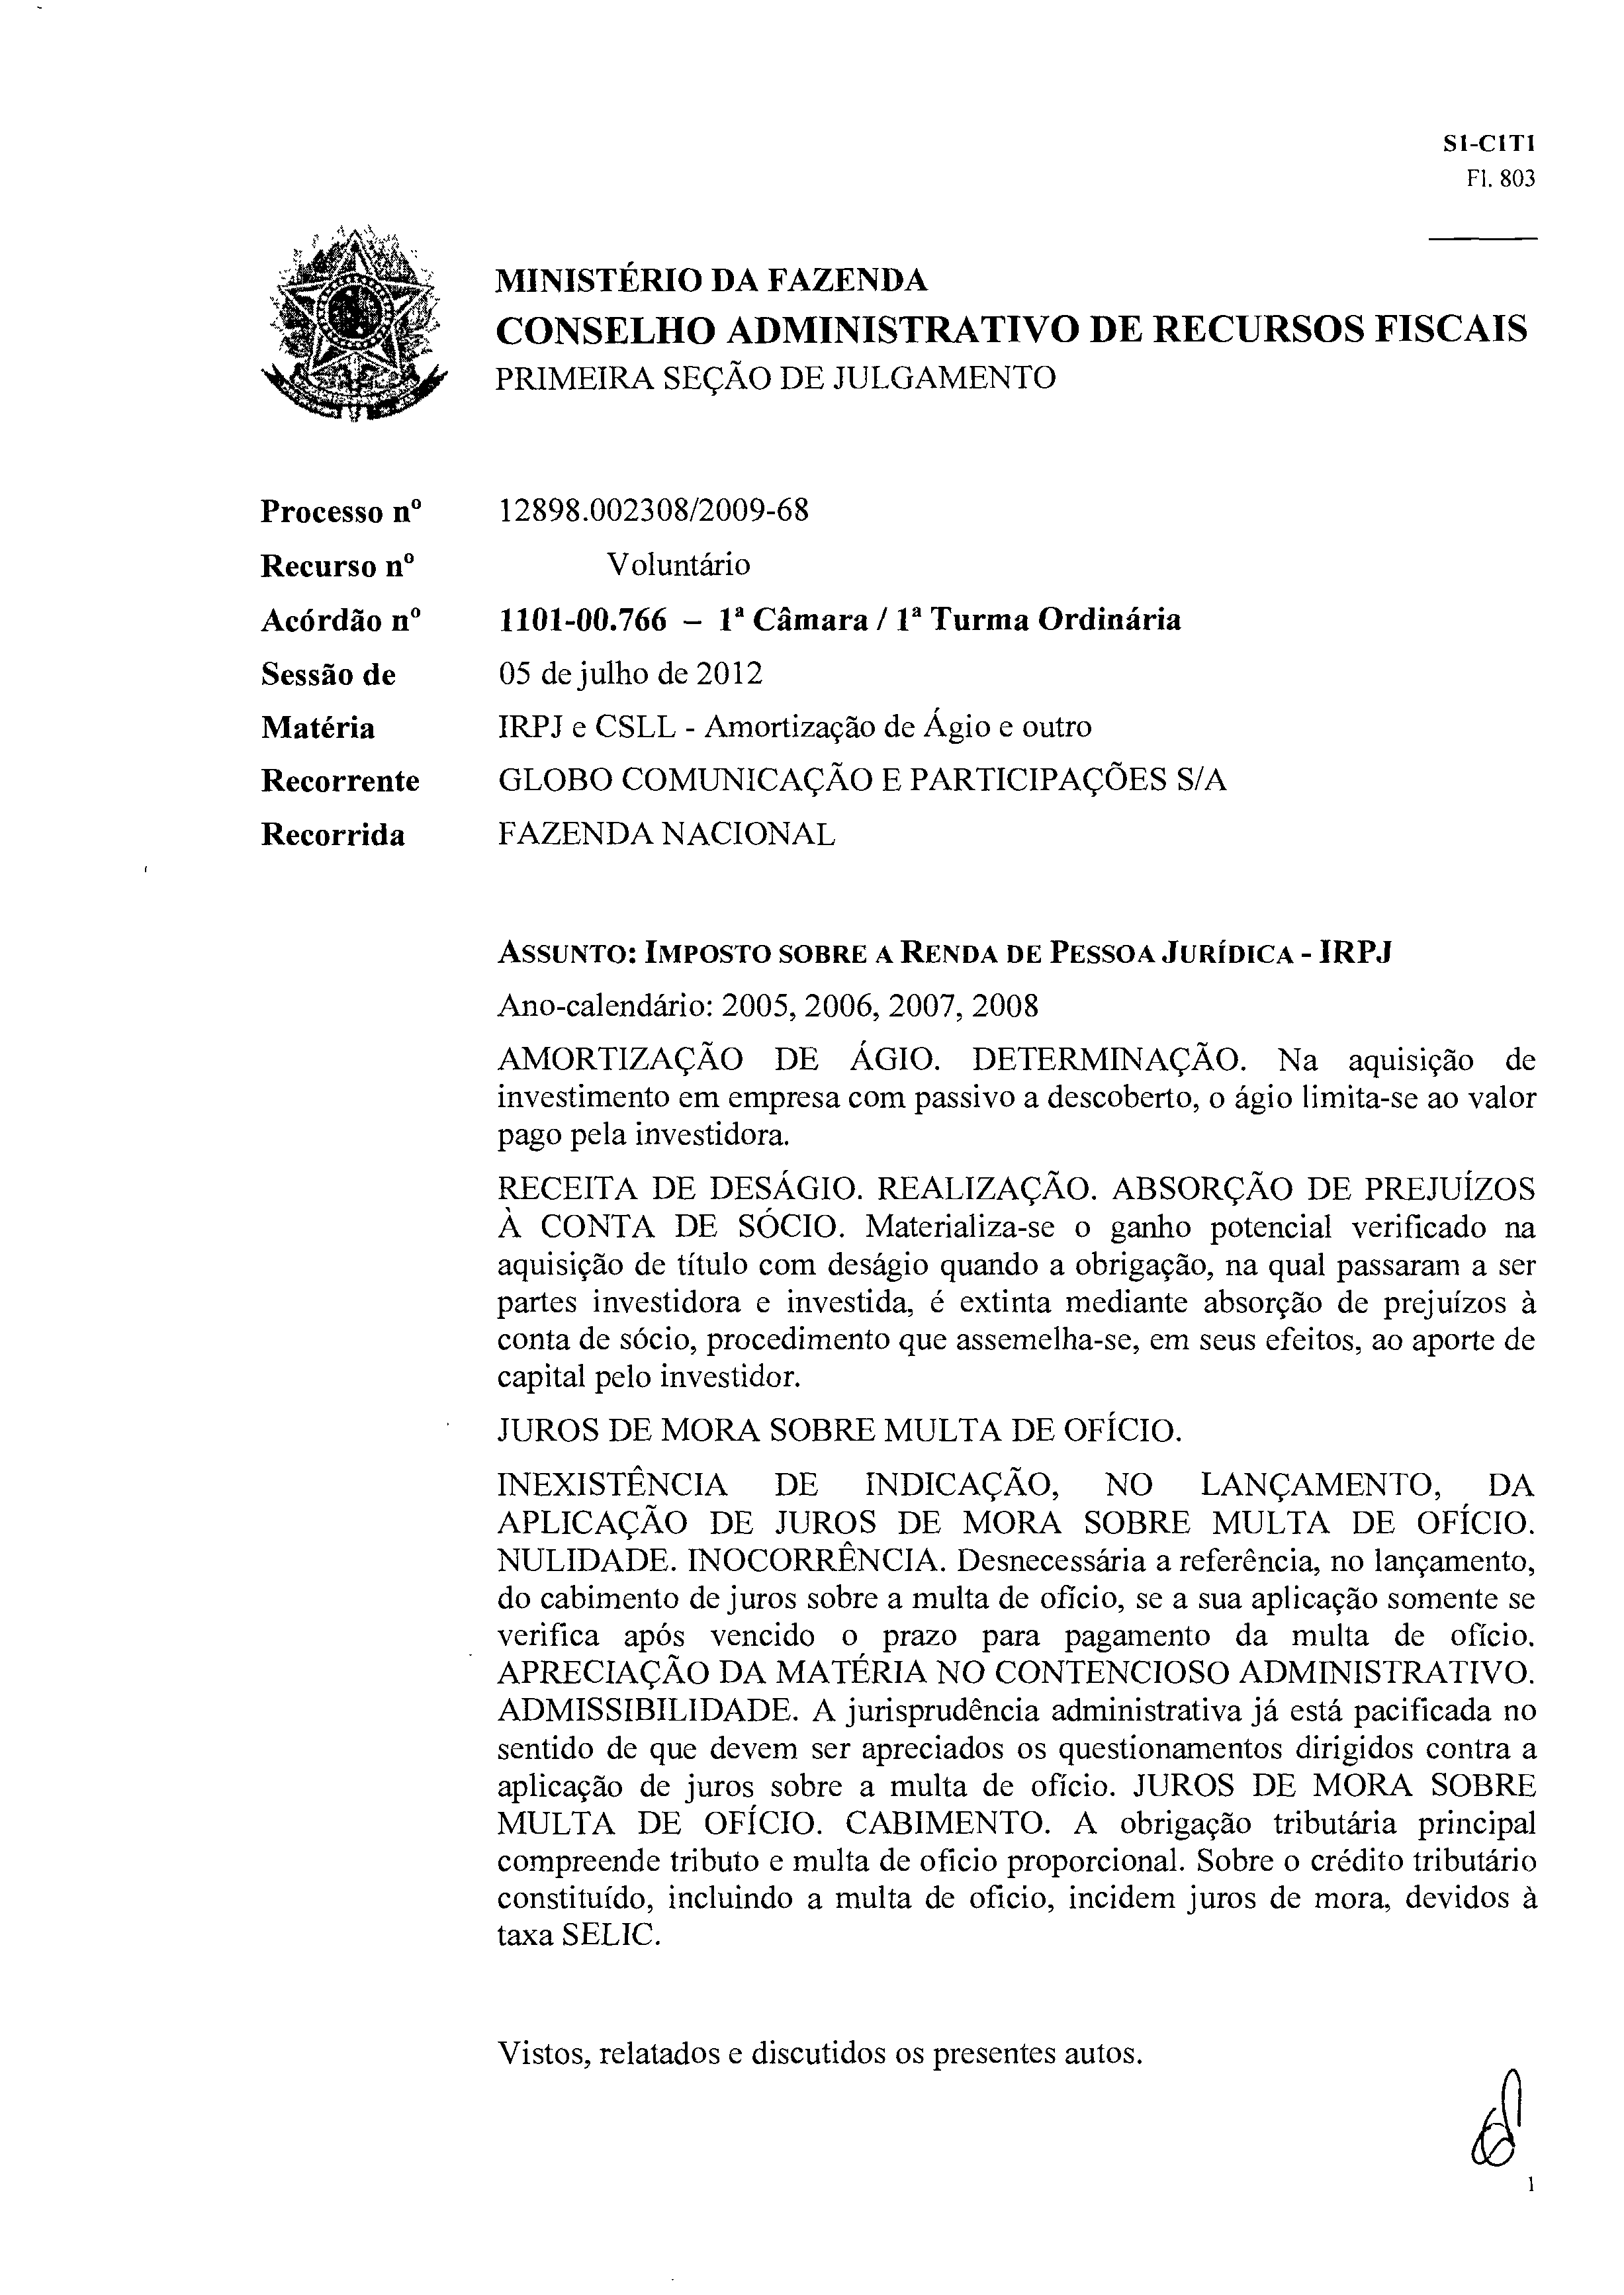 S1-C1T1
Fl. 803
MINISTÉRIO DA FAZENDA
CONSELHO ADMINISTRATIVO DE RECURSOS FISCAIS
PRIMEIRA SEÇÃO DE JULGAMENTO
Processo nº 12898.002308/2009-68
Recurso nº Voluntário
Acórdão nº 1101-00.766 – 1ª Câmara / 1ª Turma Ordinária
Sessão de 05 de julho de 2012
Matéria IRPJ e CSLL - Amortização de Ágio e outro
Recorrente GLOBO COMUNICAÇÃO E PARTICIPAÇÕES S/A
Recorrida FAZENDA NACIONAL
ASSUNTO: IMPOSTO SOBRE A RENDA DE PESSOA JURÍDICA - IRPJ
Ano-calendário: 2005, 2006, 2007, 2008
AMORTIZAÇÃO DE ÁGIO. DETERMINAÇÃO. Na aquisição de
investimento em empresa com passivo a descoberto, o ágio limita-se ao valor
pago pela investidora.
RECEITA DE DESÁGIO. REALIZAÇÃO. ABSORÇÃO DE PREJUÍZOS
À CONTA DE SÓCIO. Materializa-se o ganho potencial verificado na
aquisição de título com deságio quando a obrigação, na qual passaram a ser
partes investidora e investida, é extinta mediante absorção de prejuízos à
conta de sócio, procedimento que assemelha-se, em seus efeitos, ao aporte de
capital pelo investidor.
JUROS DE MORA SOBRE MULTA DE OFÍCIO.
INEXISTÊNCIA DE INDICAÇÃO, NO LANÇAMENTO, DA
APLICAÇÃO DE JUROS DE MORA SOBRE MULTA DE OFÍCIO.
NULIDADE. INOCORRÊNCIA. Desnecessária a referência, no lançamento,
do cabimento de juros sobre a multa de ofício, se a sua aplicação somente se
verifica após vencido o prazo para pagamento da multa de ofício.
APRECIAÇÃO DA MATÉRIA NO CONTENCIOSO ADMINISTRATIVO.
ADMISSIBILIDADE. A jurisprudência administrativa já está pacificada no
sentido de que devem ser apreciados os questionamentos dirigidos contra a
aplicação de juros sobre a multa de ofício. JUROS DE MORA SOBRE
MULTA DE OFÍCIO. CABIMENTO. A obrigação tributária principal
compreende tributo e multa de oficio proporcional. Sobre o crédito tributário
constituído, incluindo a multa de oficio, incidem juros de mora, devidos à
taxa SELIC.
Vistos, relatados e discutidos os presentes autos.
1